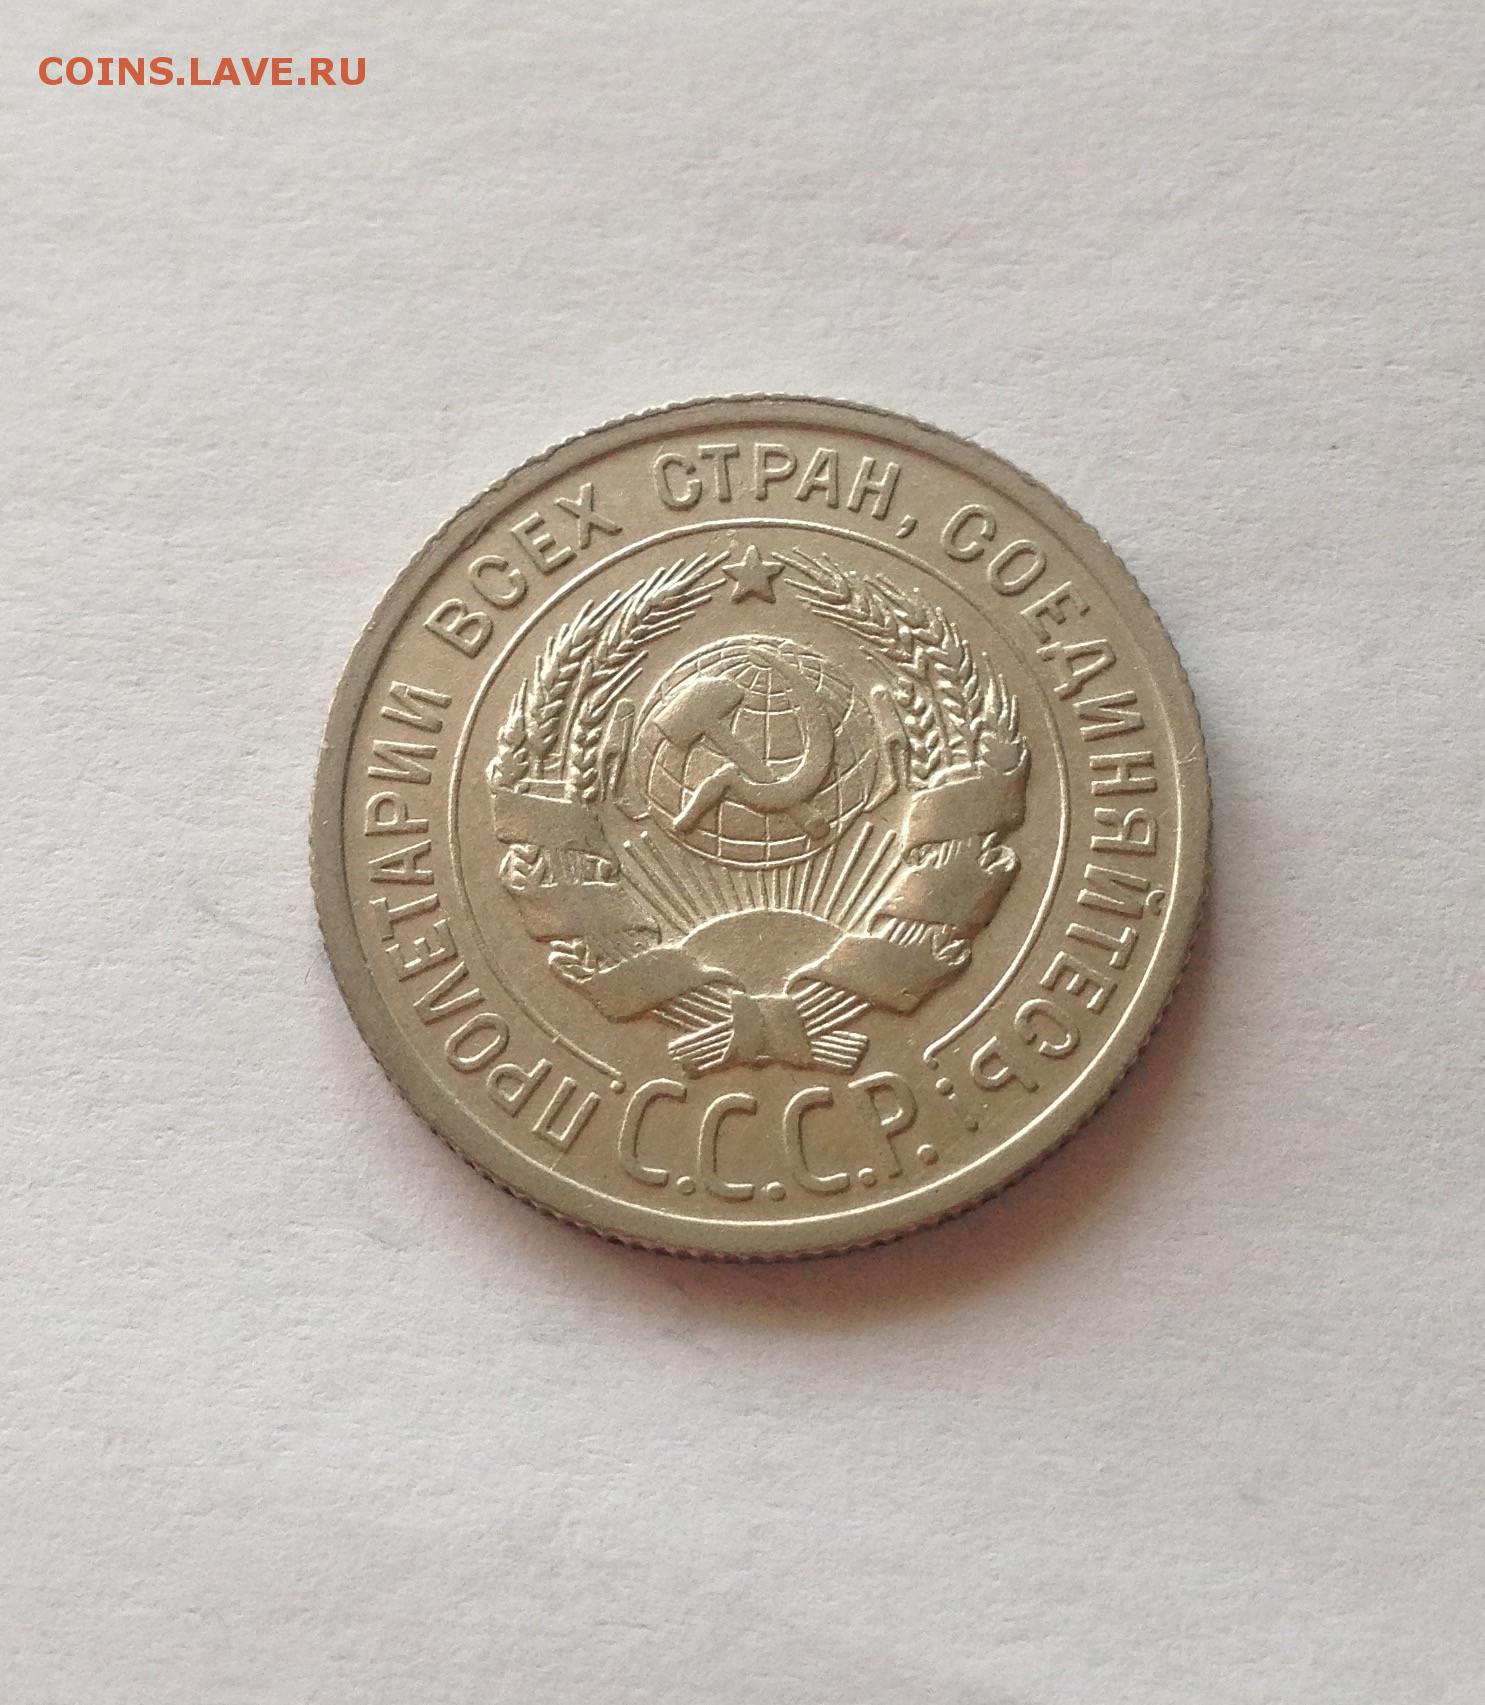 COINS.LAVE.RU
ПРОЛЕТАРИИ ВСЕХ СТРАН, СОЕДИНЯЙТЕСЬ!
С.С.С.Р.